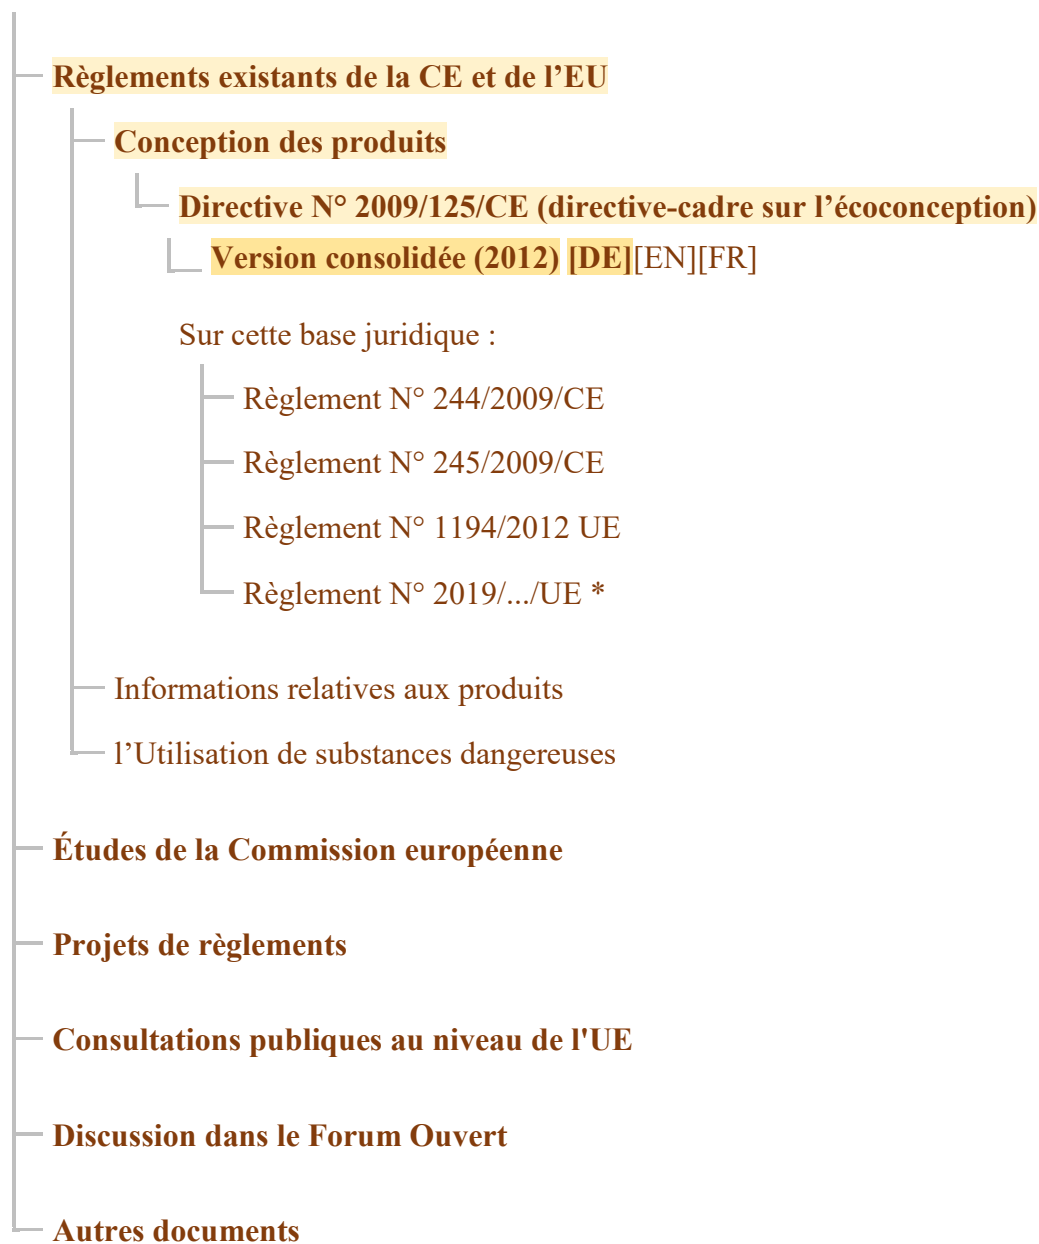 Règlements existants de la CE et de l’EU
Conception des produits
Directive N° 2009/125/CE (directive-cadre sur l’écoconception)
Version consolidée (2012) [DE][EN][FR]
Sur cette base juridique :
Règlement N° 244/2009/CE
Règlement N° 245/2009/CE
Règlement N° 1194/2012 UE
Règlement N° 2019/.../UE *
Informations relatives aux produits
l’Utilisation de substances dangereuses
Études de la Commission européenne
Projets de règlements
Consultations publiques au niveau de l'UE
Discussion dans le Forum Ouvert
Autres documents